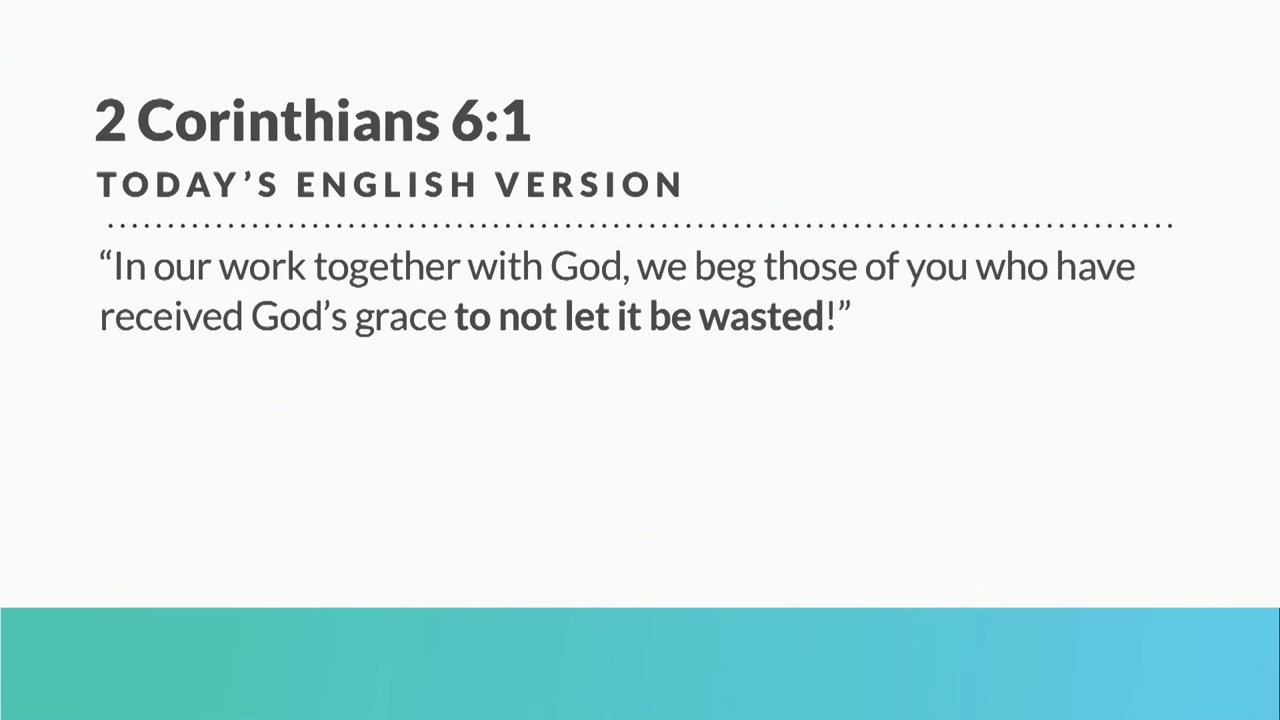 2 Corinthians 6:1
TODAY’S ENGLISH VERSION
“In our work together with God, we beg those of you who have
received God’s grace to not let it be wasted!”